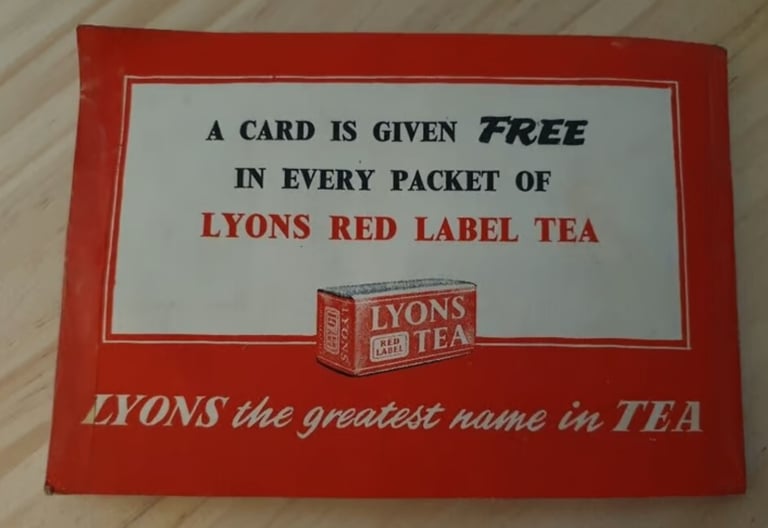 A CARD IS GIVEN FREE
IN EVERY PACKET OF
LYONS RED LABEL TEA
LYONS
LYONS
RED
LABEL
TEA
LYONS the greatest name in TEA